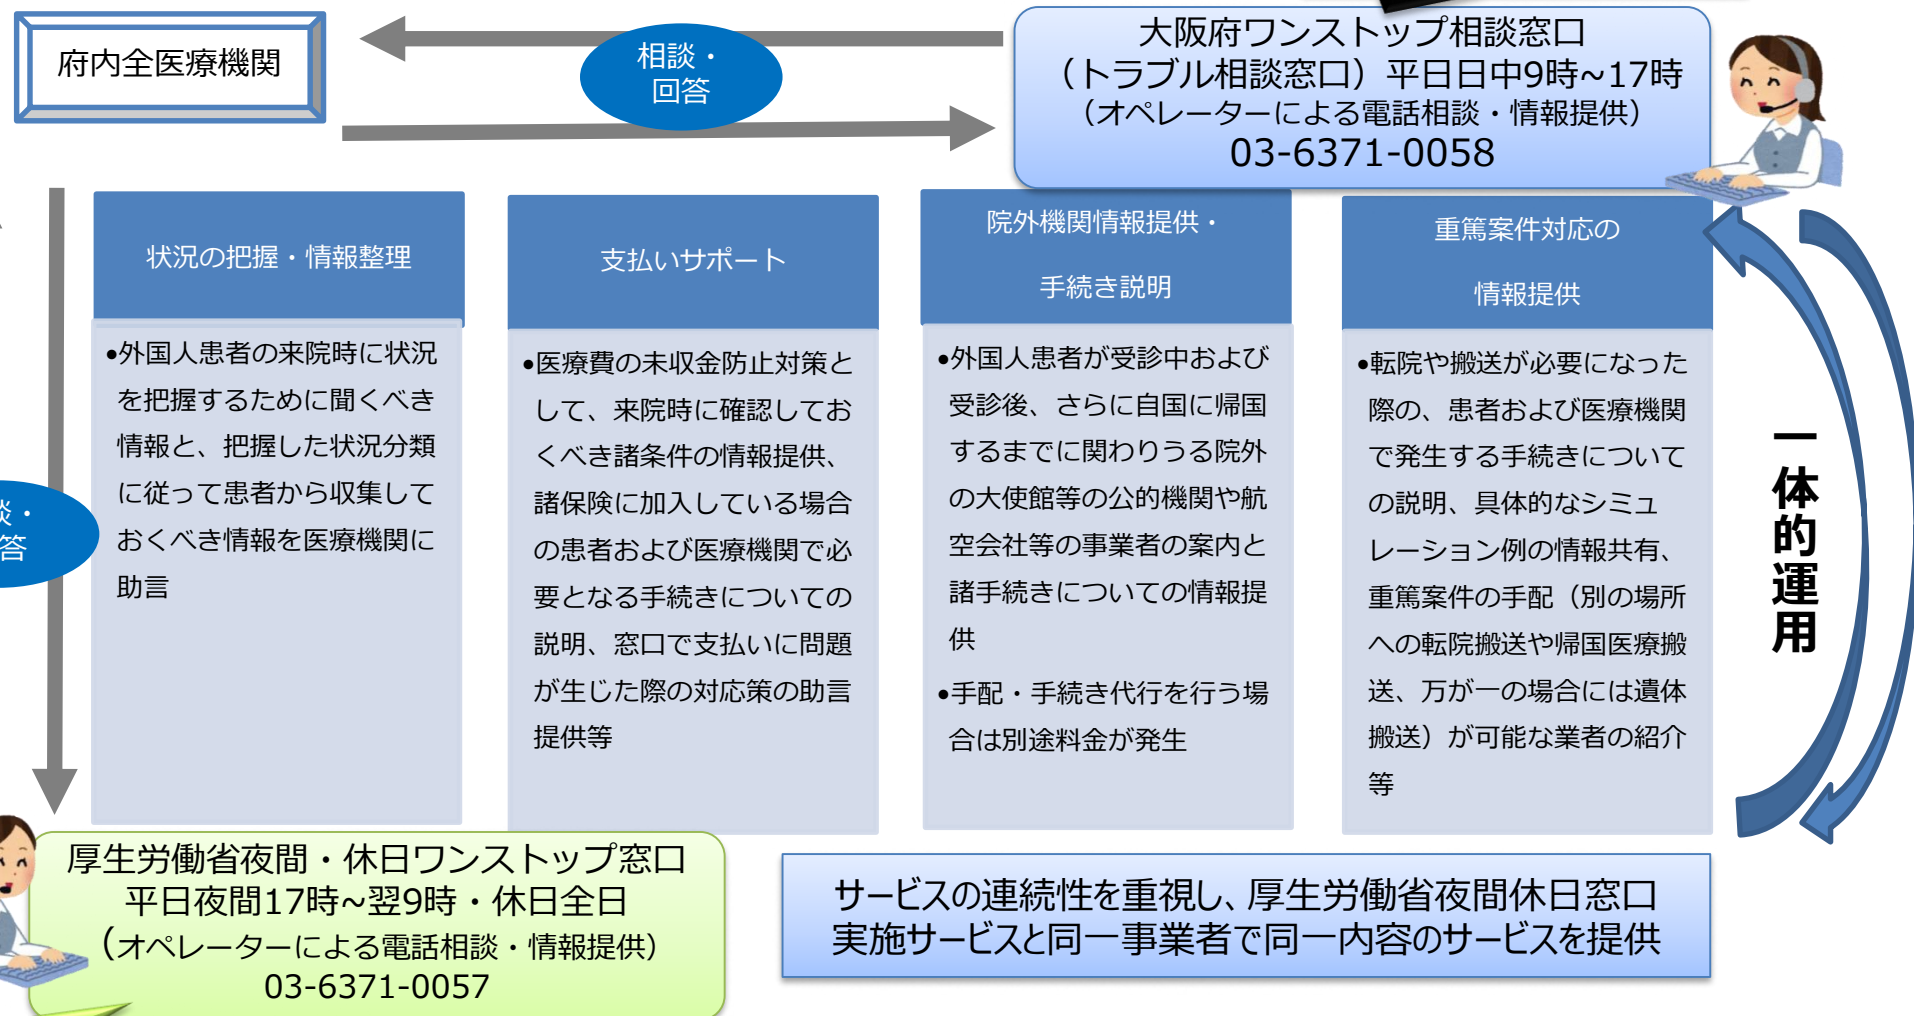 府内全医療機関
相談・
回答
大阪府ワンストップ相談窓口
（トラブル相談窓口）平日日中9時~17時
（オペレーターによる電話相談・情報提供）
03-6371-0058
状況の把握・情報整理
•外国人患者の来院時に状況
を把握するために聞くべき
情報と、把握した状況分類
に従って患者から収集して
おくべき情報を医療機関に
助言
支払いサポート
•医療費の未収金防止対策と
して、来院時に確認してお
くべき諸条件の情報提供、
諸保険に加入している場合
の患者および医療機関で必
要となる手続きについての
説明、窓口で支払いに問題
が生じた際の対応策の助言
提供等
院外機関情報提供・
手続き説明
•外国人患者が受診中および
受診後、さらに自国に帰国
するまでに関わりうる院外
の大使館等の公的機関や航
空会社等の事業者の案内と
諸手続きについての情報提
供
•手配・手続き代行を行う場
合は別途料金が発生
重篤案件対応の
情報提供
•転院や搬送が必要になった
際の、患者および医療機関
で発生する手続きについて
の説明、具体的なシミュ
レーション例の情報共有、
重篤案件の手配（別の場所
への転院搬送や帰国医療搬
送、万が一の場合には遺体
搬送）が可能な業者の紹介
等
一体的運用
談・
答
厚生労働省夜間・休日ワンストップ窓口
平日夜間17時~翌9時・休日全日
（オペレーターによる電話相談・情報提供）
03-6371-0057
サービスの連続性を重視し、厚生労働省夜間休日窓口
実施サービスと同一事業者で同一内容のサービスを提供